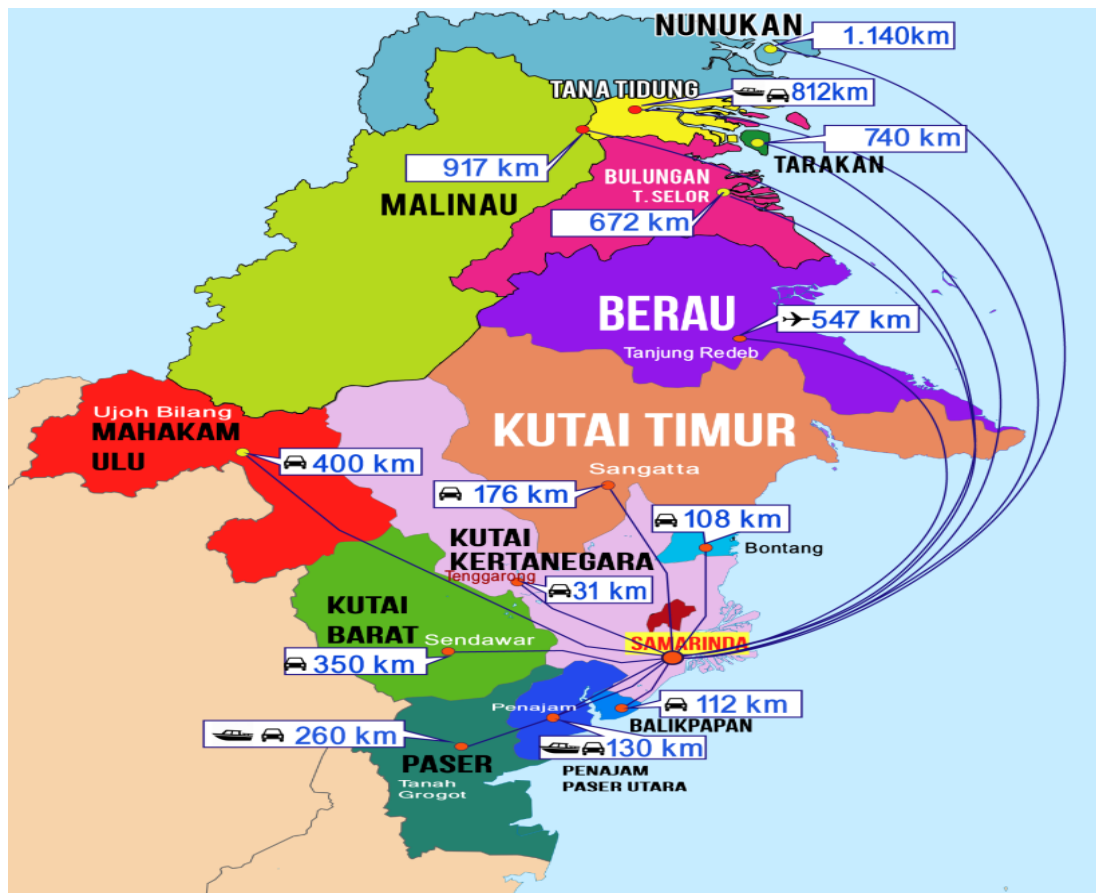 NUNUKAN
1.140km
TANA TIDUNG
812km
740 km
TARAKAN
917 km
BULUNGAN
T. SELOR
MALINAU
672 km
BERAU
547 km
Tanjung Redeb
Ujoh Bilang
MAHAKAM
ULU
KUTAI TIMUR
400 km
Sangatta
176 km
108 km
KUTAI
KERTANEGARA
Bontang
Tenggarong
31 km
KUTAI
BARAT
Sendawar
SAMARINDA
350 km
Penajam
112 km
BALIKPAPAN
260 km
130 km
PASER
PENAJAM
PASER UTARA
Tanah
Grogot